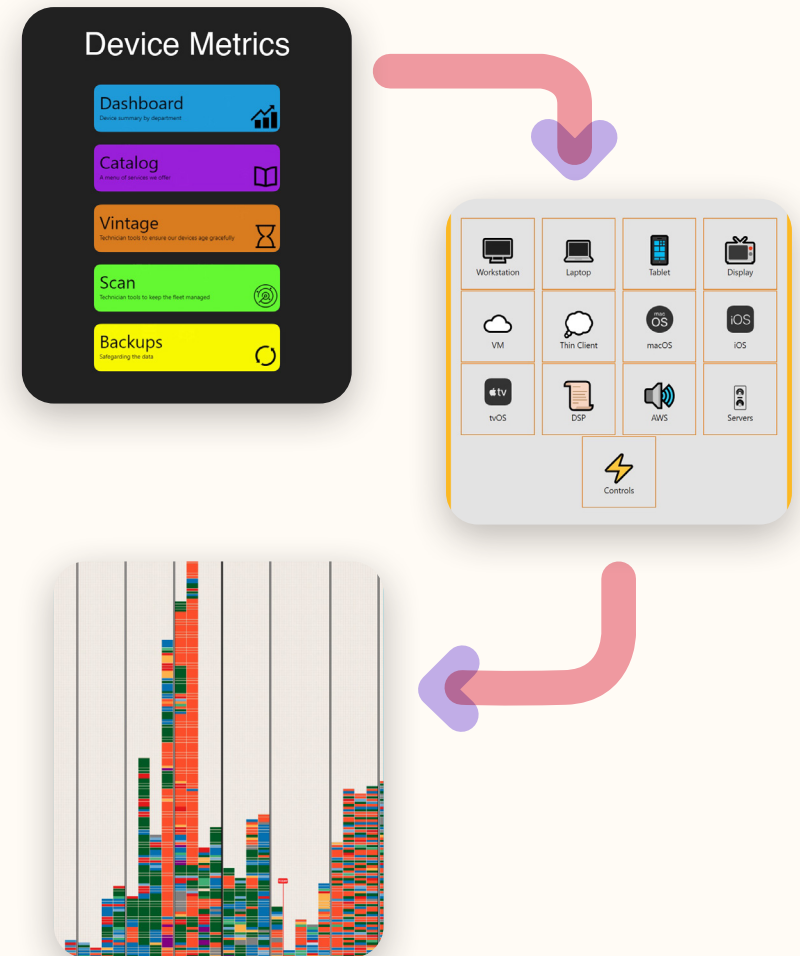 Device Metrics
Dashboard
Device summary by department
Catalog
A menu of services we offer
Vintage
Technician tools to ensure our devices age gracefully
Scan
Technician tools to keep the fleet managed
Backups
Safegarding the data
Workstation
Laptop
Tablet
Display
mac
OS
iOS
VM
Thin Client
macOS
iOS
tv
tvOS
DSP
AWS
Servers
Controls